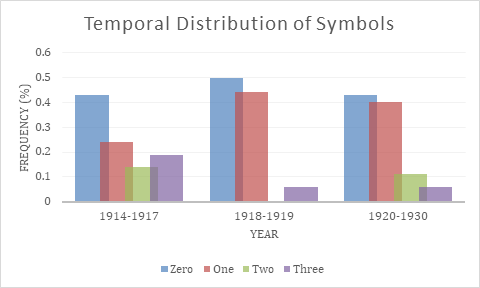 Temporal Distribution of Symbols
FREQUENCY (%)
0.6
0.5
0.4
0.3
0.2
0.1
0
1914-1917 1918-1919 1920-1930
YEAR
Zero One Two Three